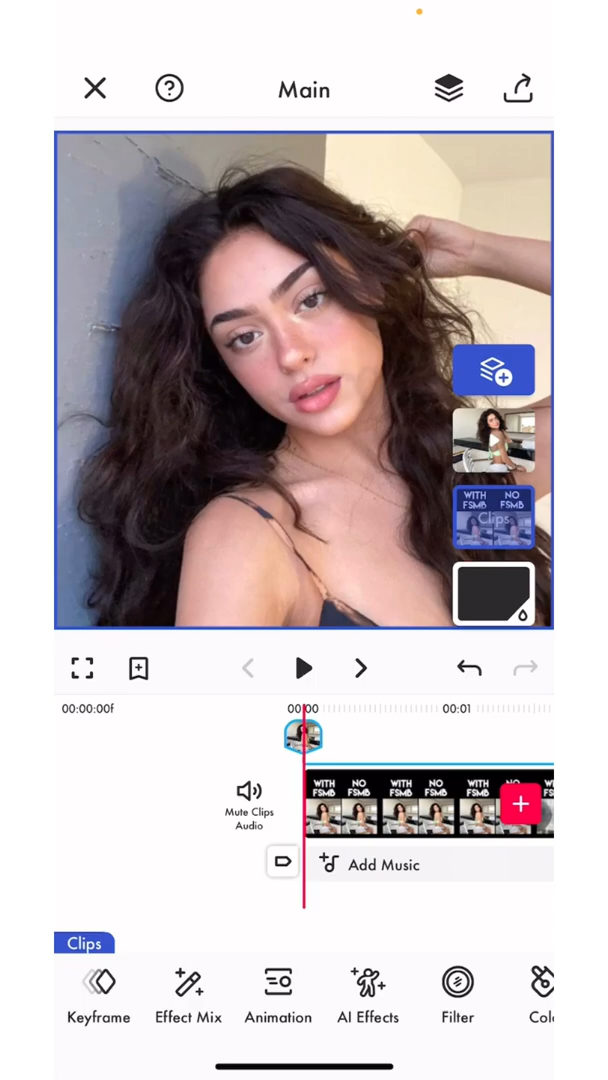 Main
WITH NO
FSMB FSMB
Clips
00:00:00f
00:00
00:01
WITH NO WITH NO WITH NO
FSMB FSMB FSMB FSMB FSMB
Mute Clips
Audio
Add Music
Clips
Keyframe
Effect Mix
Animation
AI Effects
Filter